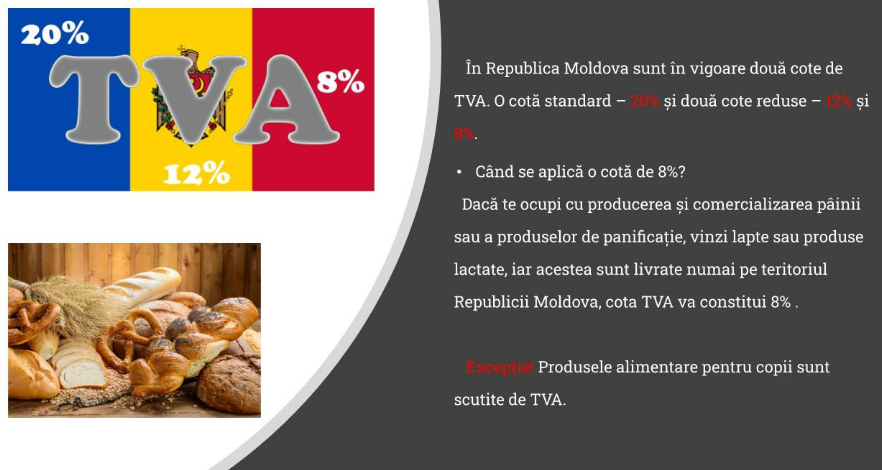 20%
TVA
8%
12%
În Republica Moldova sunt în vigoare două cote de
TVA. O cotă standard – 20% și două cote reduse – 12% și
8%.
• Când se aplică o cotă de 8%?
Dacă te ocupi cu producerea și comercializarea pâinii
sau a produselor de panificație, vinzi lapte sau produse
lactate, iar acestea sunt livrate numai pe teritoriul
Republicii Moldova, cota TVA va constitui 8% .
Excepție! Produsele alimentare pentru copii sunt
scutite de TVA.